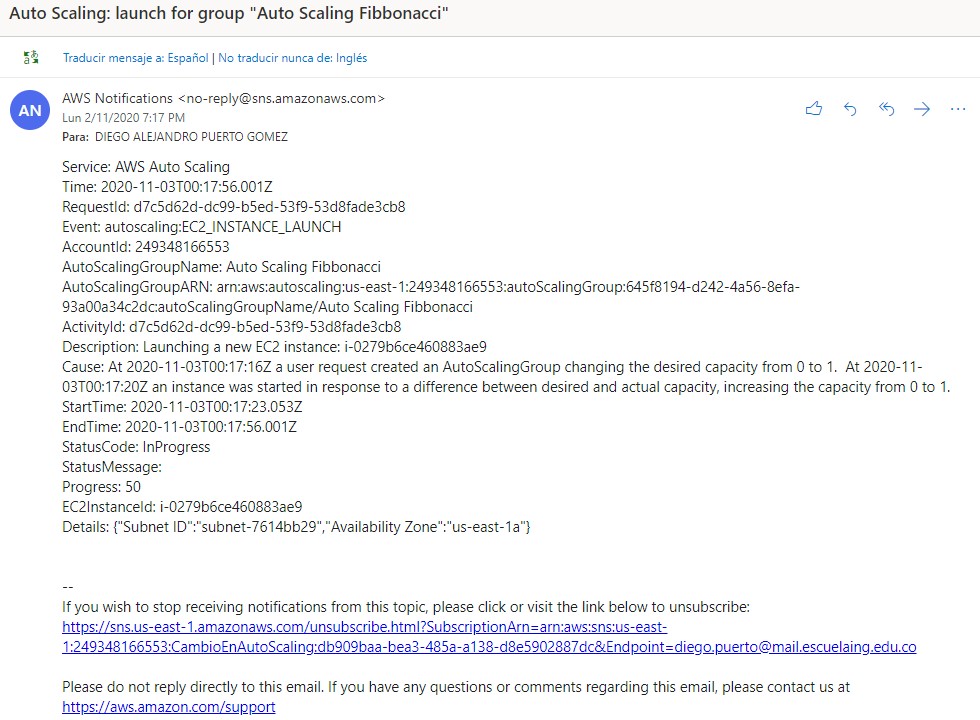 Auto Scaling: launch for group "Auto Scaling Fibbonacci"
Traducir mensaje a: Español | No traducir nunca de: Inglés
AN
AWS Notifications <no-reply@sns.amazonaws.com>
Lun 2/11/2020 7:17 PM
Para: DIEGO ALEJANDRO PUERTO GOMEZ
Service: AWS Auto Scaling
Time: 2020-11-03T00:17:56.001Z
RequestId: d7c5d62d-dc99-b5ed-53f9-53d8fade3cb8
Event: autoscaling:EC2_INSTANCE_LAUNCH
AccountId: 249348166553
AutoScalingGroupName: Auto Scaling Fibbonacci
AutoScalingGroupARN: arn:aws:autoscaling:us-east-1:249348166553:autoScalingGroup:645f8194-d242-4a56-8efa-
93a00a34c2dc:autoScalingGroupName/Auto Scaling Fibbonacci
ActivityId: d7c5d62d-dc99-b5ed-53f9-53d8fade3cb8
Description: Launching a new EC2 instance: i-0279b6ce460883ae9
Cause: At 2020-11-03T00:17:16Z a user request created an AutoScalingGroup changing the desired capacity from 0 to 1.  At 2020-11-
03T00:17:20Z an instance was started in response to a difference between desired and actual capacity, increasing the capacity from 0 to 1.
StartTime: 2020-11-03T00:17:23.053Z
EndTime: 2020-11-03T00:17:56.001Z
StatusCode: InProgress
StatusMessage:
Progress: 50
EC2InstanceId: i-0279b6ce460883ae9
Details: {"Subnet ID":"subnet-7614bb29","Availability Zone":"us-east-1a"}
--
If you wish to stop receiving notifications from this topic, please click or visit the link below to unsubscribe:
https://sns.us-east-1.amazonaws.com/unsubscribe.html?SubscriptionArn=arn:aws:sns:us-east-
1:249348166553:CambioEnAutoScaling:db909baa-bea3-485a-a138-d8e5902887dc&Endpoint=diego.puerto@mail.escuelaing.edu.co
Please do not reply directly to this email. If you have any questions or comments regarding this email, please contact us at
https://aws.amazon.com/support